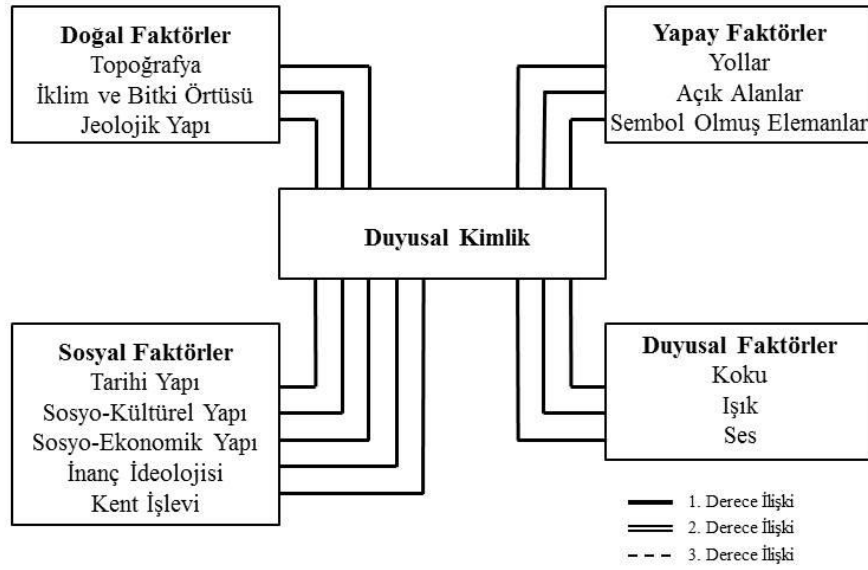 Doğal Faktörler
Topoğrafya
İklim ve Bitki Örtüsü
Jeolojik Yapı
Yapay Faktörler
Yollar
Açık Alanlar
Sembol Olmuş Elemanlar
Duyusal Kimlik
Sosyal Faktörler
Tarihi Yapı
Sosyo-Kültürel Yapı
Sosyo-Ekonomik Yapı
İnanç İdeolojisi
Kent İşlevi
Duyusal Faktörler
Koku
Işık
Ses
1. Derece İlişki
2. Derece İlişki
3. Derece İlişki